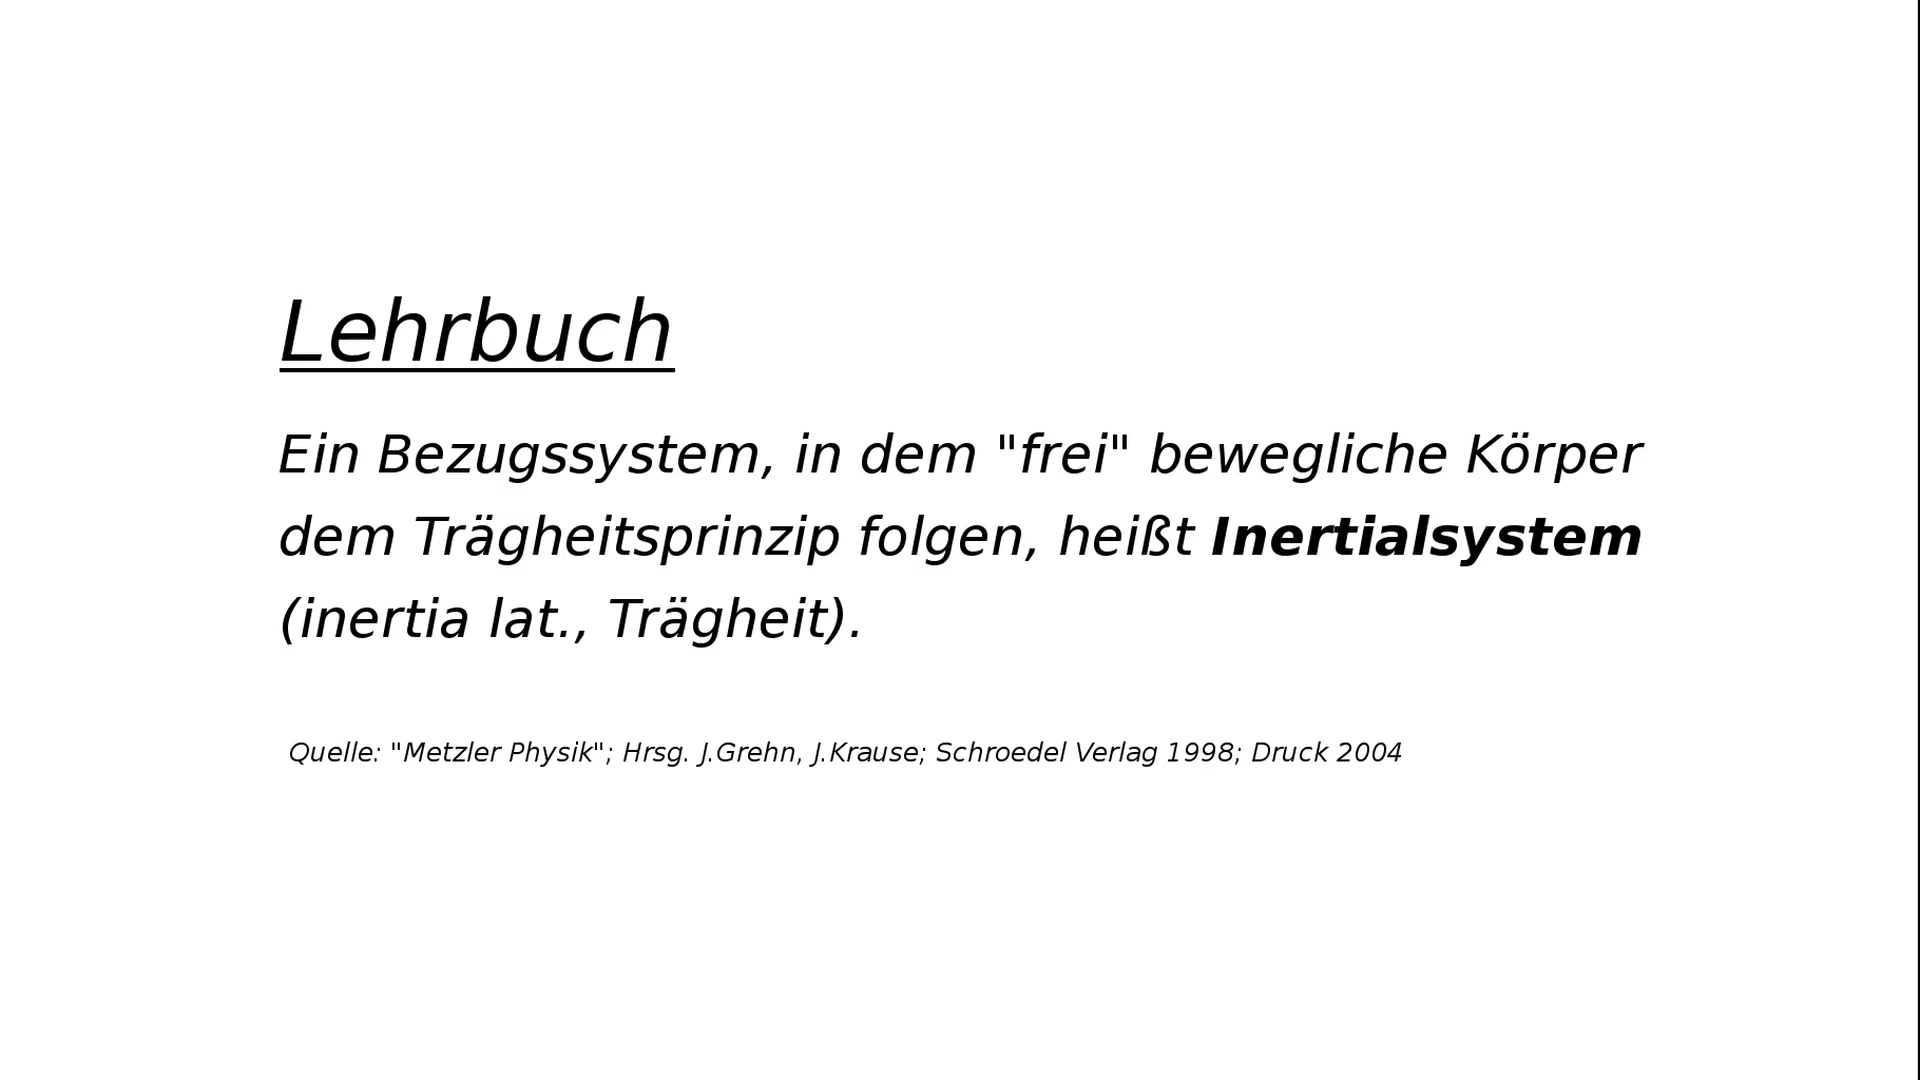 Lehrbuch
Ein Bezugssystem, in dem "frei" bewegliche Körper
dem Trägheitsprinzip folgen, heißt Inertialsystem
(inertia lat., Trägheit).
Quelle: "Metzler Physik"; Hrsg. J.Grehn, J.Krause; Schroedel Verlag 1998; Druck 2004